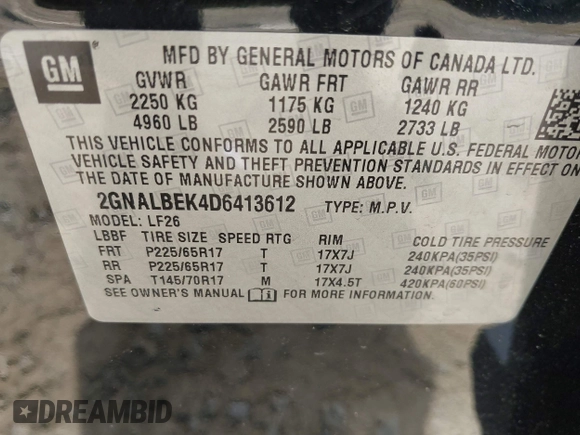 GM
MFD BY GENERAL MOTORS OF CANADA LTD.
GVWR GAWR FRT GAWR RR
2250 KG 1175 KG 1240 KG
4960 LB 2590 LB 2733 LB
THIS VEHICLE CONFORMS TO ALL APPLICABLE U.S. FEDERAL MOTOR
VEHICLE SAFETY AND THEFT PREVENTION STANDARDS IN EFFECT ON
THE DATE OF MANUFACTURE SHOWN ABOVE.
2GNALBEK4D6413612 TYPE: M.P.V.
MODEL: LF26
LBBF TIRE SIZE SPEED RTG RIM COLD TIRE PRESSURE
FRT P225/65R17 T 17X7J 240KPA(35PSI)
RR P225/65R17 T 17X7J 240KPA(35PSI)
SPA T145/70R17 M 17X4.5T 420KPA(60PSI)
SEE OWNER'S MANUAL FOR MORE INFORMATION.
DREAMBID